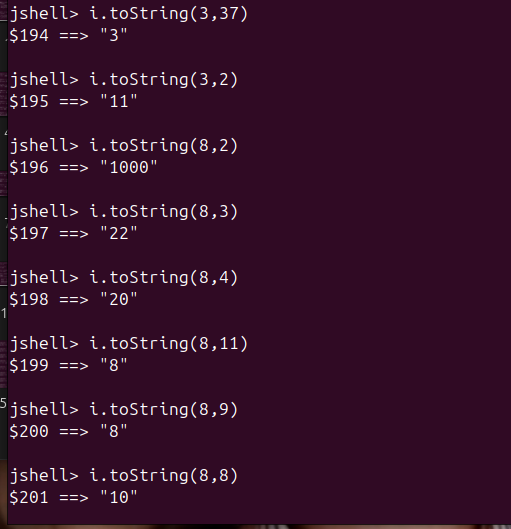 jshell> i.toString(3,37)
$194 ==> "3"
jshell> i.toString(3,2)
$195 ==> "11"
jshell> i.toString(8,2)
$196 ==> "1000"
jshell> i.toString(8,3)
$197 ==> "22"
jshell> i.toString(8,4)
$198 ==> "20"
jshell> i.toString(8,11)
$199 ==> "8"
jshell> i.toString(8,9)
$200 ==> "8"
jshell> i.toString(8,8)
$201 ==> "10"